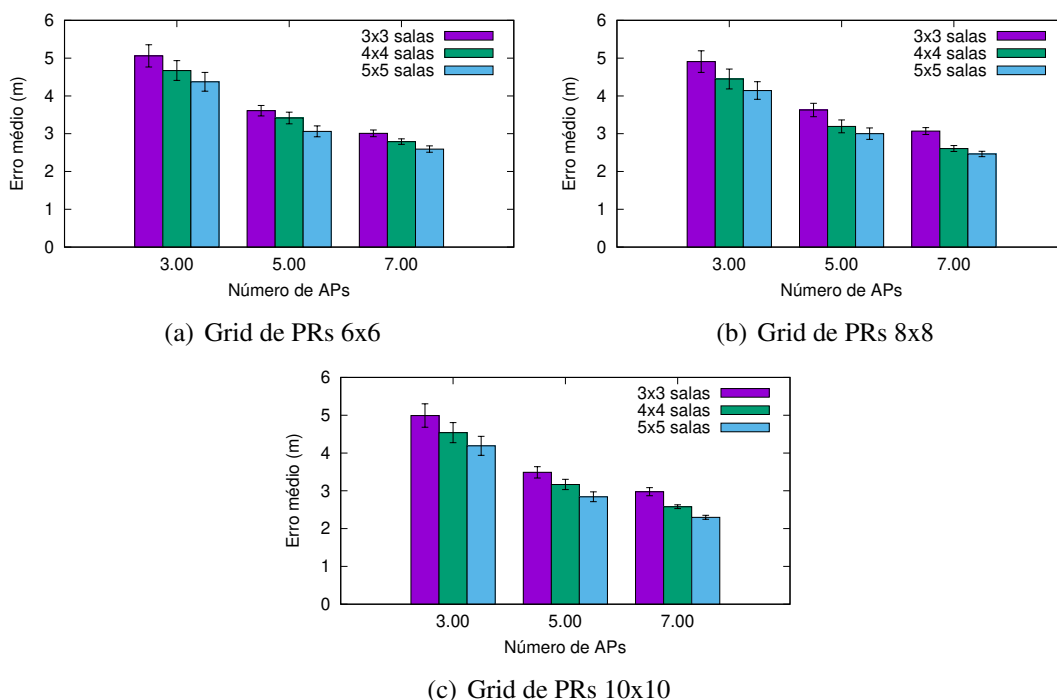 6
5
4
3
2
1
0
Erro médio (m)
3x3 salas
4x4 salas
5x5 salas
3.00 5.00 7.00
Número de APs
(a) Grid de PRs 6x6
6
5
4
3
2
1
0
Erro médio (m)
3x3 salas
4x4 salas
5x5 salas
3.00 5.00 7.00
Número de APs
(b) Grid de PRs 8x8
6
5
4
3
2
1
0
Erro médio (m)
3x3 salas
4x4 salas
5x5 salas
3.00 5.00 7.00
Número de APs
(c) Grid de PRs 10x10